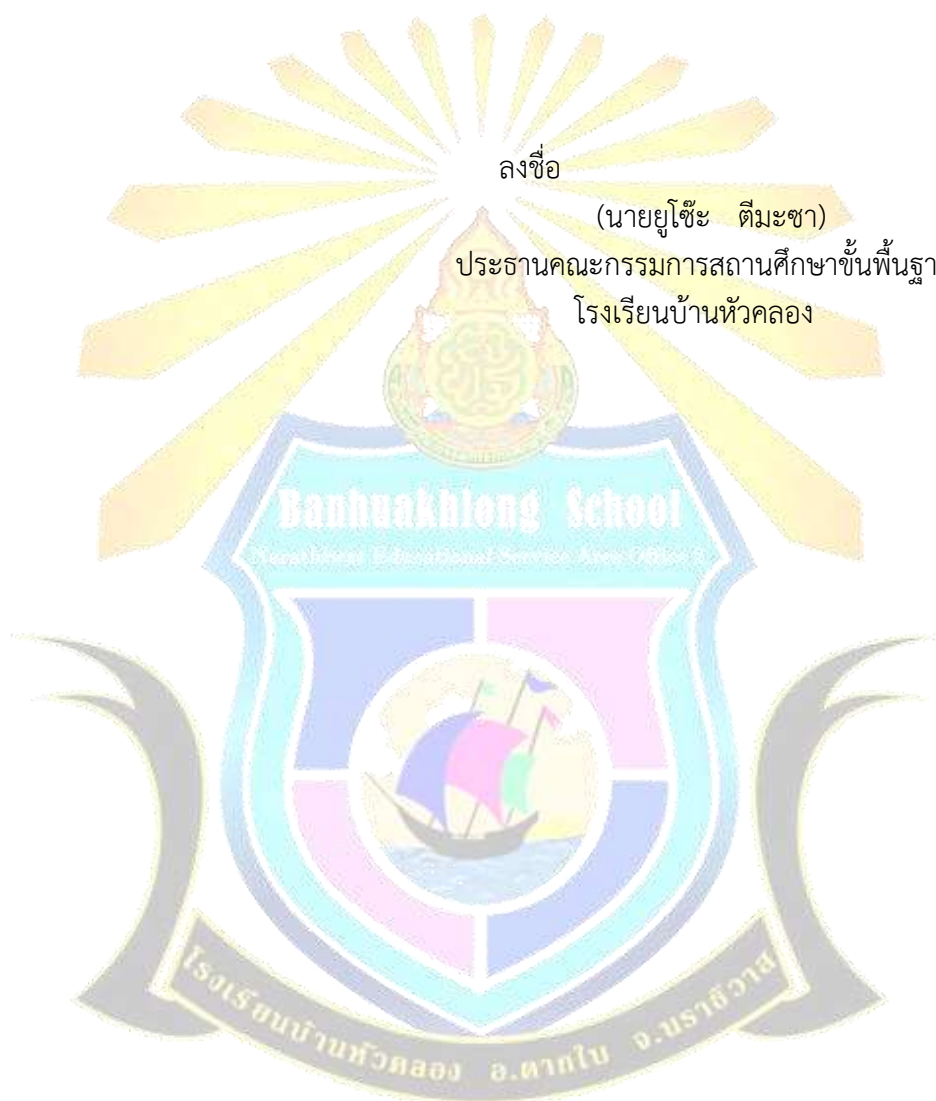 ลงชื่อ
(นายยูโซ๊ะ ตีมะซา)
ประธานคณะกรรมการสถานศึกษาขั้นพื้นฐา
โรงเรียนบ้านหัวคลอง
Banhuakhlong School
Narathiwat Educational Service Area Office 2
โรงเรียนบ้านหัวคลอง อ.ตากใบ จ.นราธิวาส